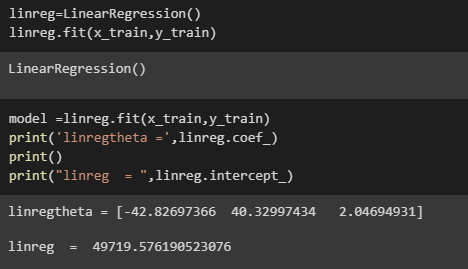 linreg=LinearRegression()
linreg.fit(x_train,y_train)
LinearRegression()
model =linreg.fit(x_train,y_train)
print('linregtheta =',linreg.coef_)
print()
print("linreg  = ",linreg.intercept_)
linregtheta = [-42.82697366  40.32997434   2.04694931]
linreg  =  49719.576190523076